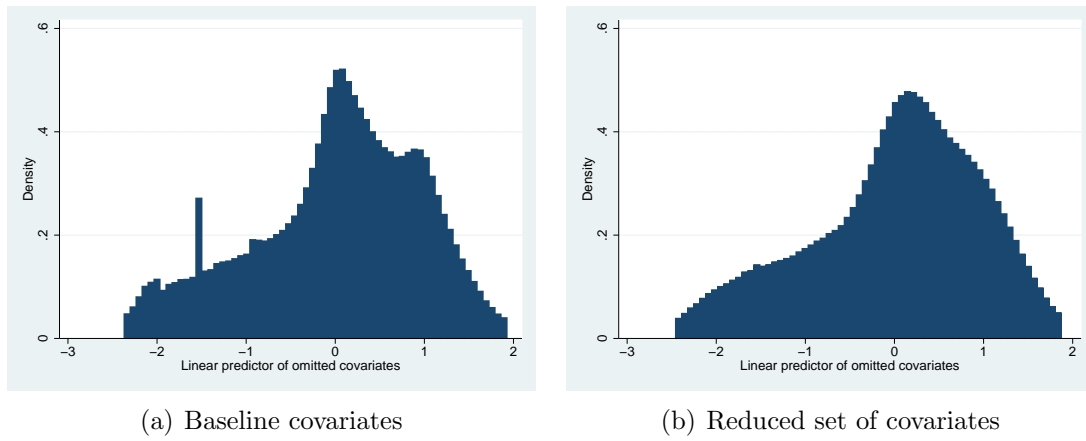 .6
.4
.2
0
Density
−3 −2 −1 0 1 2
Linear predictor of omitted covariates
(a) Baseline covariates
.6
.4
.2
0
Density
−3 −2 −1 0 1 2
Linear predictor of omitted covariates
(b) Reduced set of covariates